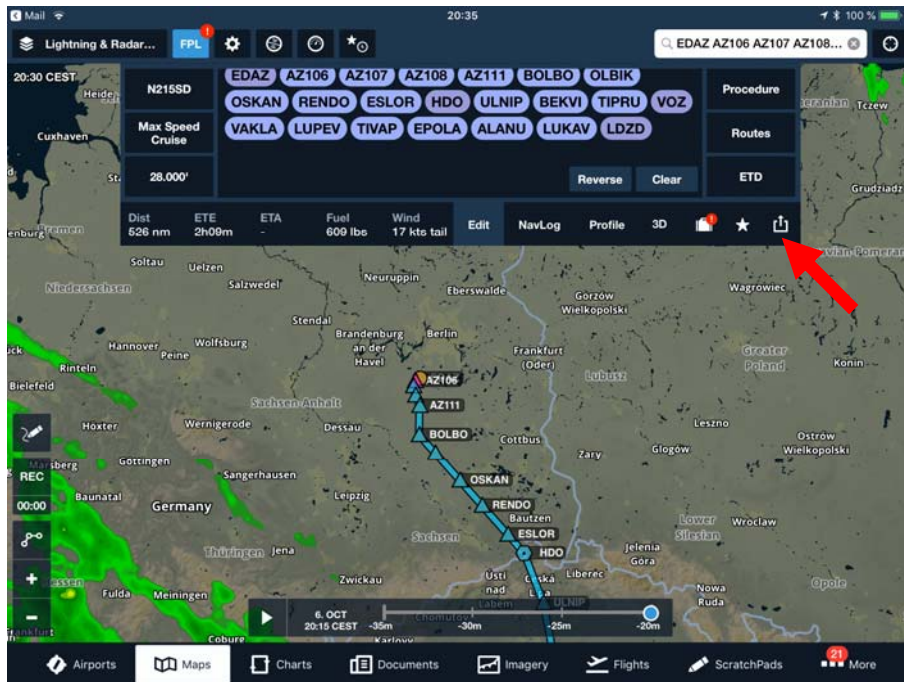 Mail 20:35 100 %
Lightning & Radar... FPL ! EDAZ AZ106 AZ107 AZ108...
20:30 CEST
N215SD
Max Speed Cruise
28.000'
EDAZ AZ106 AZ107 AZ108 AZ111 BOLBO OLBIK
OSKAN RENDO ESLOR HDO ULNIP BEKVI TIPRU VOZ
VAKLA LUPEV TIVAP EPOLA ALANU LUKAV LDZD
Reverse Clear
Procedure
Routes
ETD
Dist ETE ETA Fuel Wind
526 nm 2h09m - 609 lbs 17 kts tail
Edit NavLog Profile 3D
Heide
Tczew
Cuxhaven
Grudziadz
Bremen
Soltau
Uelzen
Niedersachsen
Salzwedel
Neuruppin
Eberswalde
Gorzów
Wielkopolski
Wagrowiec
Stendal
Hannover
Peine
Wolfsburg
Brandenburg
an der
Havel
Berlin
Frankfurt
(Oder)
Greater
Poland
Konin
Rinteln
Bielefeld
Lubusz
AZ106
Sachsen-Anhalt
AZ111
Höxter
Wernigerode
Dessau
BOLBO
Cottbus
Leszno
Ostrów
Wielkopolski
Göttingen
Sangerhausen
Zary
Glogów
REC
00:00
Baunatal
OSKAN
Germany
Leipzig
RENDO
Bautzen
Lower
Silesian
Wroclaw
Sachsen
ESLOR
HDO
Jelenia
Góra
Thüringen
Jena
Zwickau
Ústí
nad
Labem
Česká
Lípa
Liberec
Nowa
Ruda
Opole
Fulda
Meiningen
ULNIP
Chomutov
6. OCT
20:15 CEST -35m -30m -25m -20m
Coburg
Karlovy
Airports Maps Charts Documents Imagery Flights ScratchPads 21 More